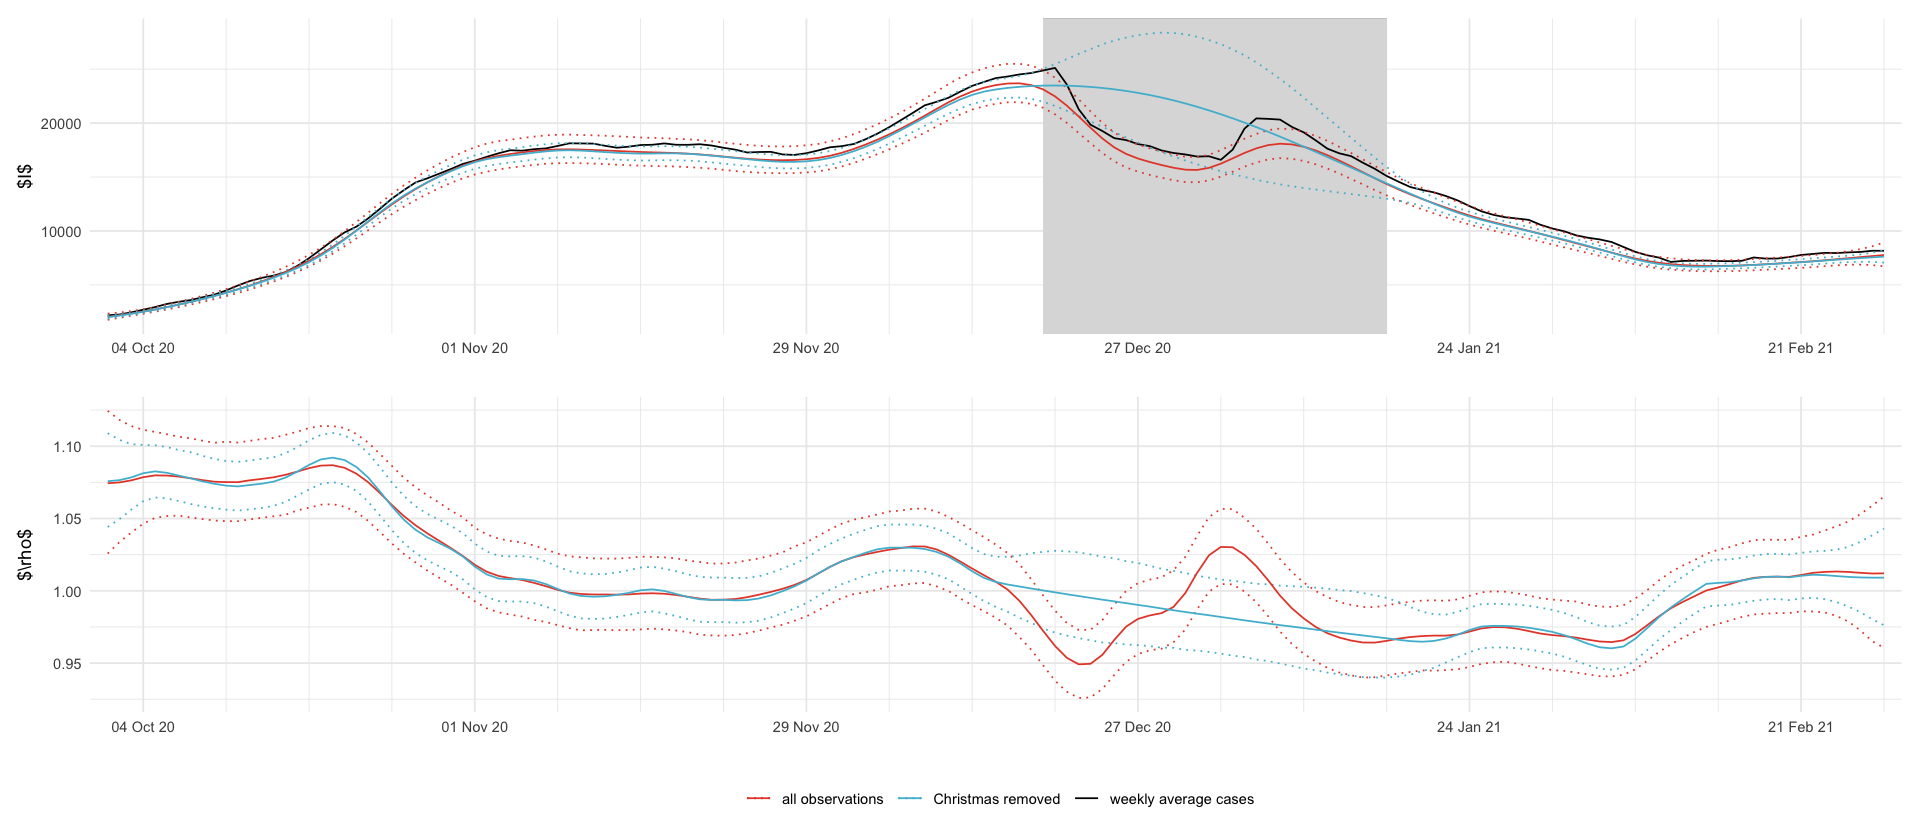 $I$
20000
10000
04 Oct 20 01 Nov 20 29 Nov 20 27 Dec 20 24 Jan 21 21 Feb 21
$\rho$
1.10
1.05
1.00
0.95
04 Oct 20 01 Nov 20 29 Nov 20 27 Dec 20 24 Jan 21 21 Feb 21
all observations Christmas removed weekly average cases